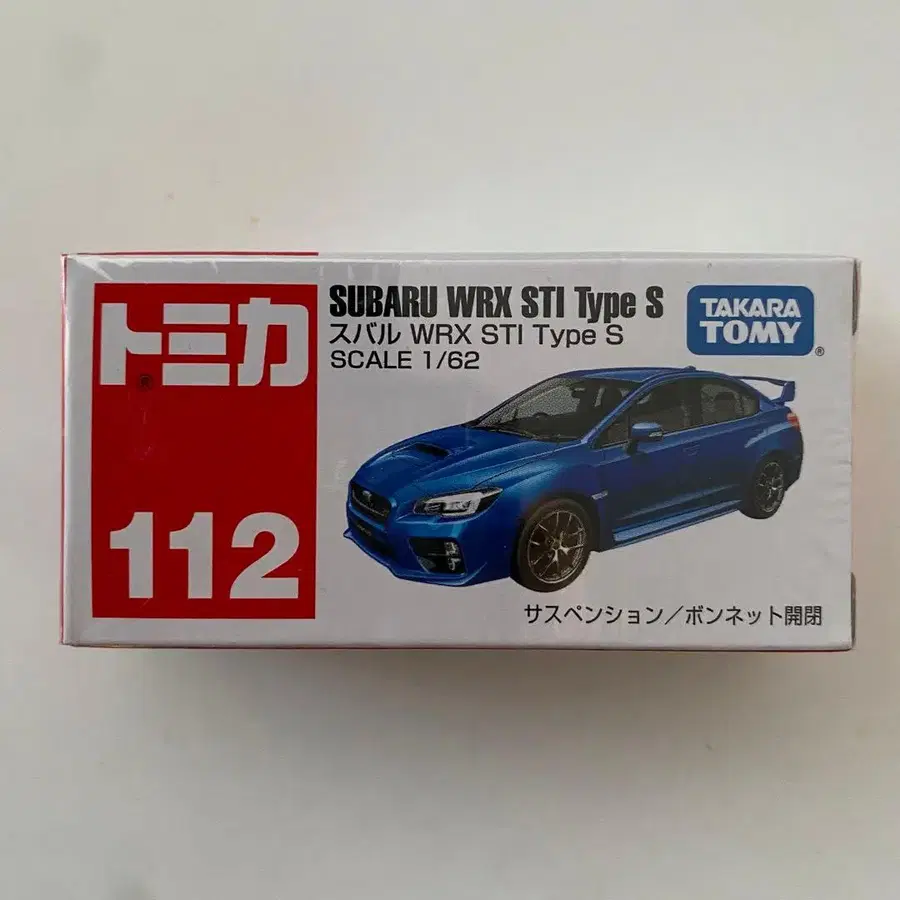 トミカ
®
112
SUBARU WRX STI Type S
スバル WRX STI Type S
SCALE 1/62
TAKARA
TOMY
®
サスペンション/ボンネット開閉